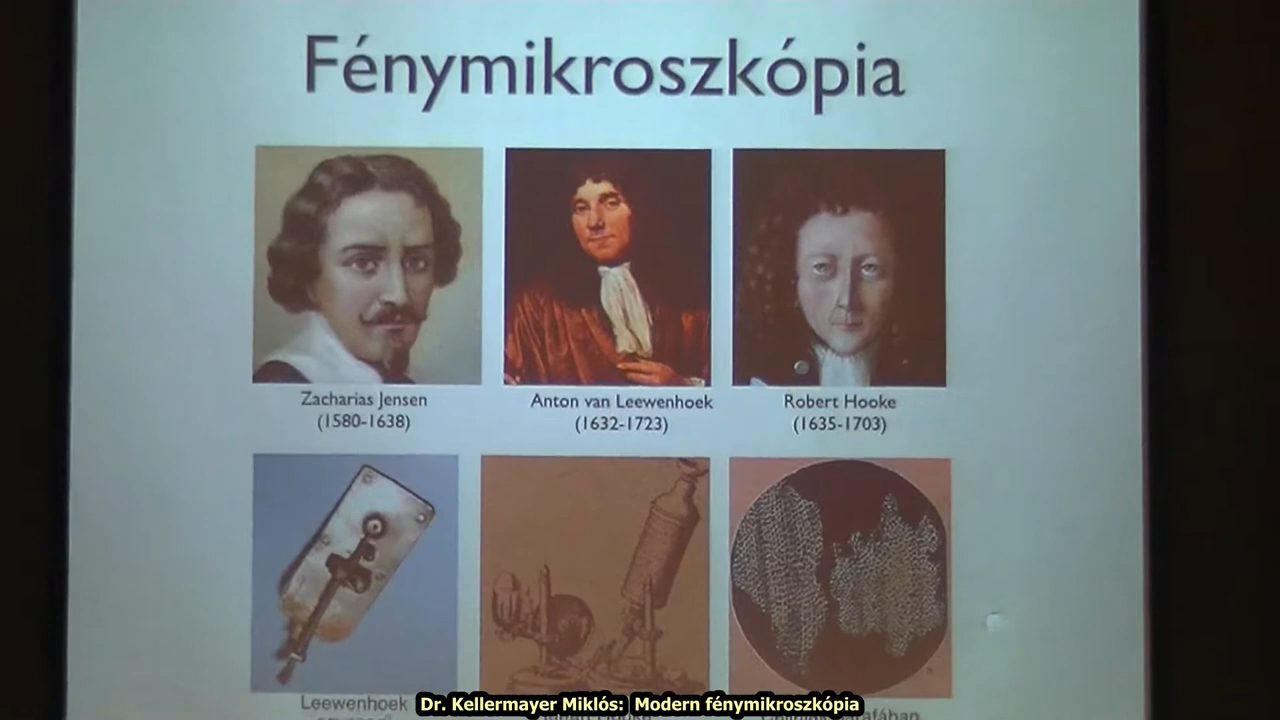 Fénymikroszkópia
Zacharias Jensen
(1580-1638)
Anton van Leewenhoek
(1632-1723)
Robert Hooke
(1635-1703)
Leewenhoek
Dr. Kellermayer Miklós: Modern fénymikroszkópia